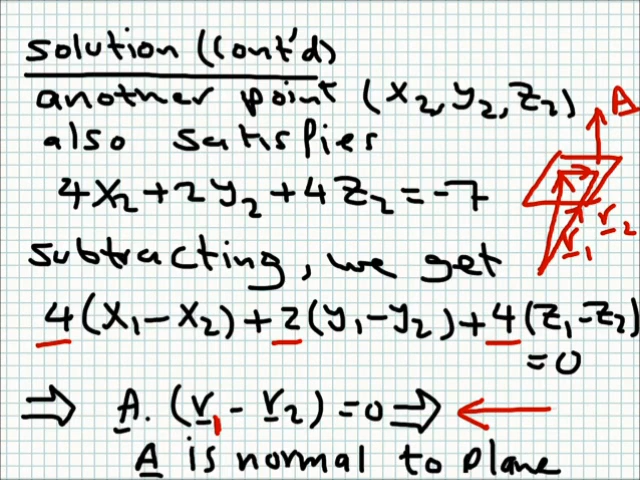 solution (Cont'd)
another point (x₂, y₂, z₂)
also satisfies
4x₂ + 2y₂ + 4z₂ = -7
subtracting, we get
4(x₁ - x₂) + 2(y₁ - y₂) + 4(z₁ - z₂)
= 0
⇒ A. (r₁ - r₂) = 0 ⇒ ←
A is normal to plane
A
r₂
r₁